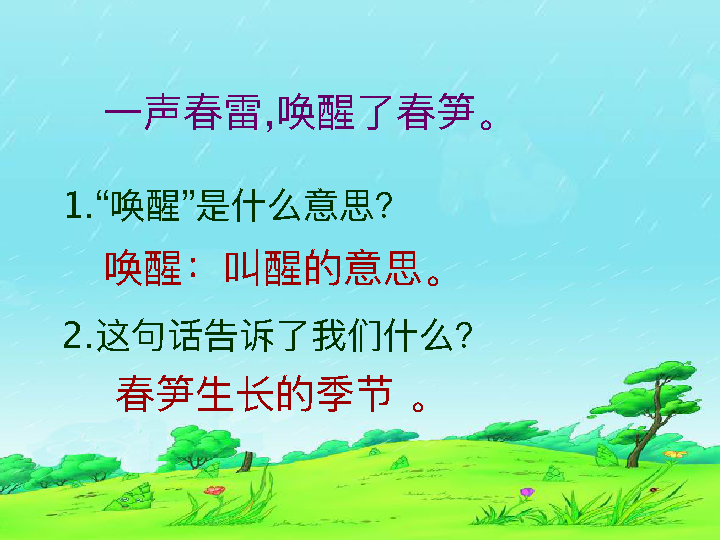 一声春雷,唤醒了春笋。
1.“唤醒”是什么意思?
唤醒：叫醒的意思。
2.这句话告诉了我们什么?
春笋生长的季节 。